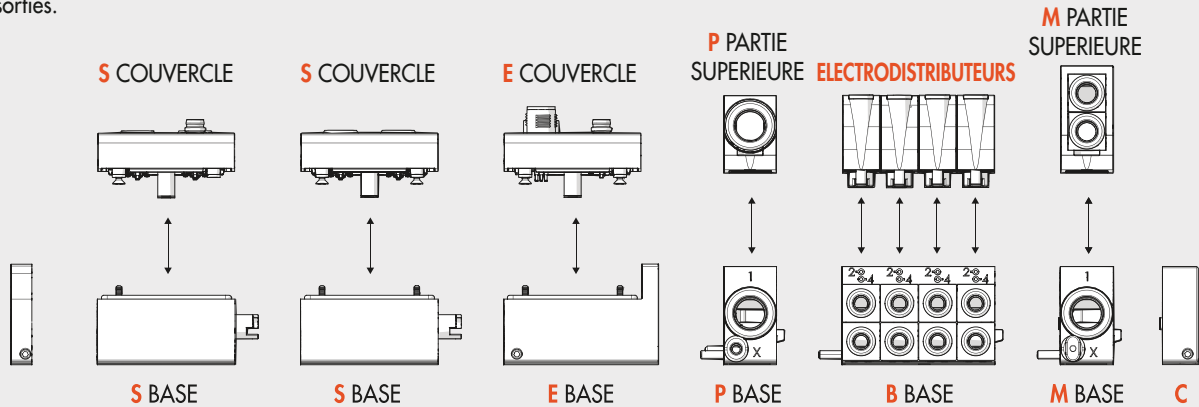 sorties.
M PARTIE
SUPERIEURE
P PARTIE
SUPERIEURE
S COUVERCLE
S COUVERCLE
E COUVERCLE
ELECTRODISTRIBUTEURS
1
2 4 2 4 2 4 2 4
1
X
X
S BASE
S BASE
E BASE
P BASE
B BASE
M BASE
C